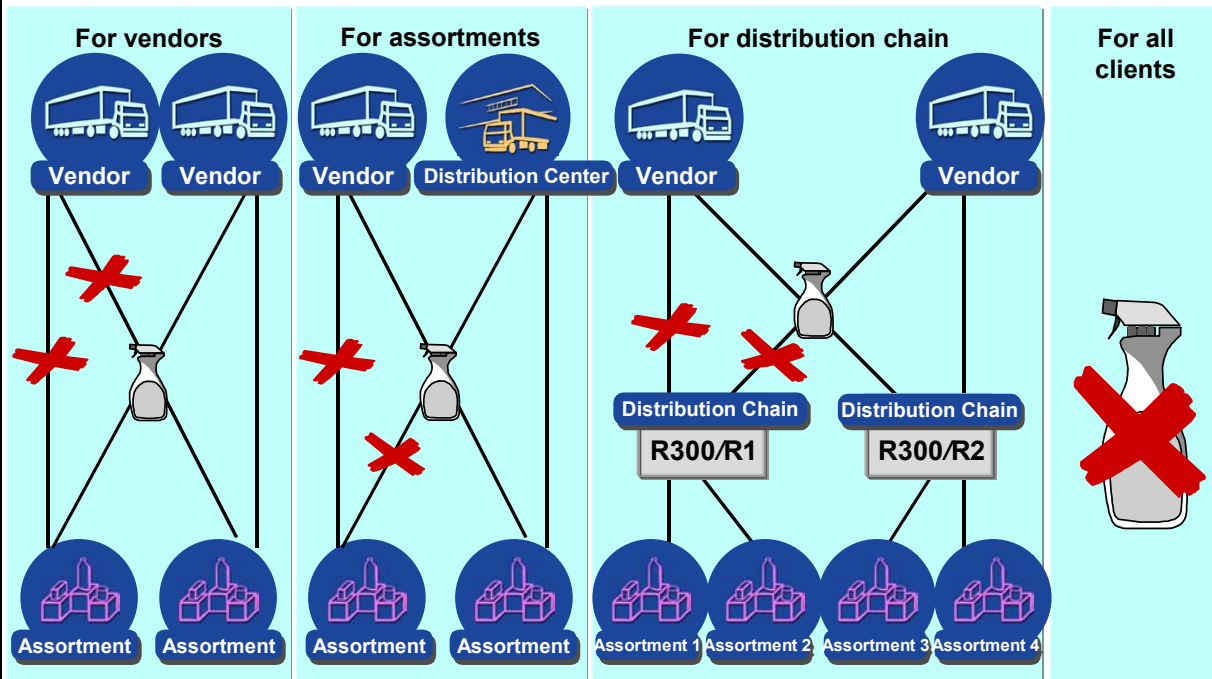 For vendors
Vendor
Vendor
Assortment
Assortment
For assortments
Vendor
Distribution Center
Assortment
Assortment
For distribution chain
Vendor
Vendor
Distribution Chain
R300/R1
Distribution Chain
R300/R2
Assortment 1
Assortment 2
Assortment 3
Assortment 4
For all
clients